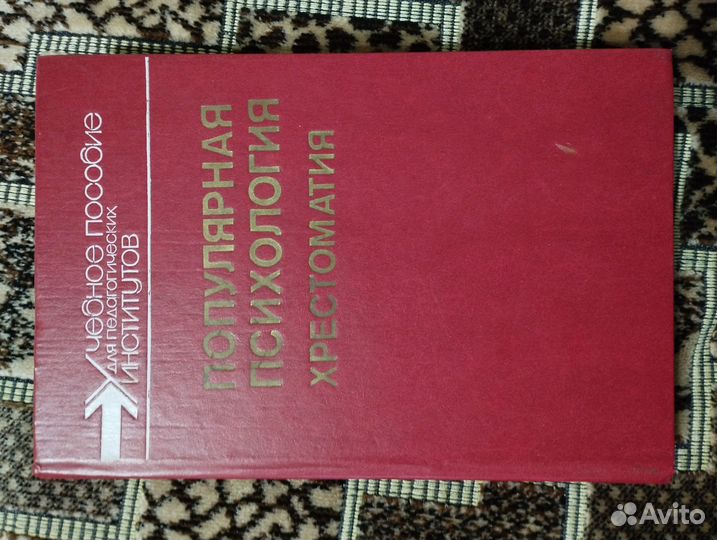 Учебное пособие
для педагогических
институтов
ПОПУЛЯРНАЯ
ПСИХОЛОГИЯ
ХРЕСТОМАТИЯ
Avito